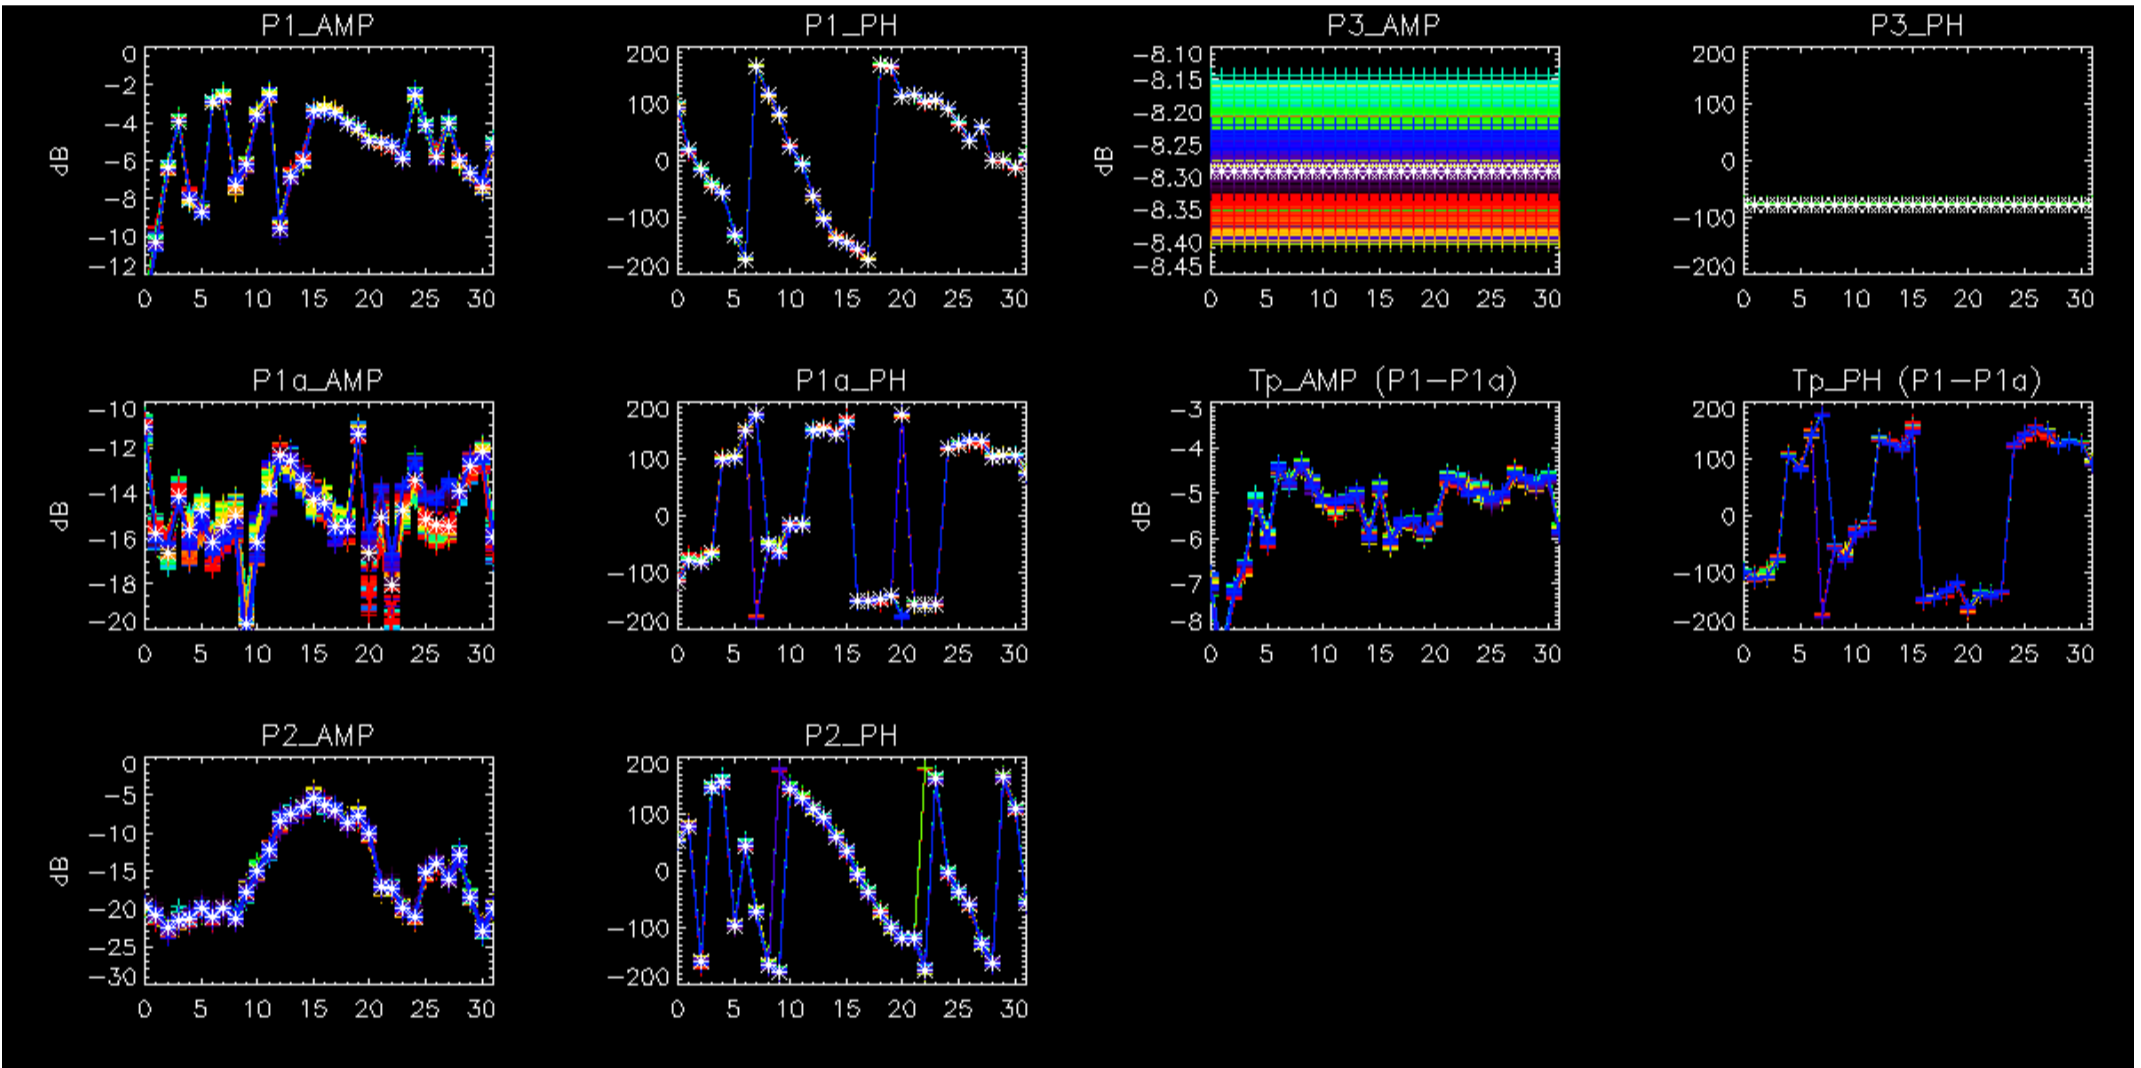 P1_AMP
0
-2
-4
-6
-8
-10
-12
dB
0 5 10 15 20 25 30
P1_PH
200
100
0
-100
-200
0 5 10 15 20 25 30
P3_AMP
-8.10
-8.15
-8.20
-8.25
-8.30
-8.35
-8.40
-8.45
dB
0 5 10 15 20 25 30
P3_PH
200
100
0
-100
-200
0 5 10 15 20 25 30
P1a_AMP
-10
-12
-14
-16
-18
-20
dB
0 5 10 15 20 25 30
P1a_PH
200
100
0
-100
-200
0 5 10 15 20 25 30
Tp_AMP (P1-P1a)
-3
-4
-5
-6
-7
-8
dB
0 5 10 15 20 25 30
Tp_PH (P1-P1a)
200
100
0
-100
-200
0 5 10 15 20 25 30
P2_AMP
0
-5
-10
-15
-20
-25
-30
dB
0 5 10 15 20 25 30
P2_PH
200
100
0
-100
-200
0 5 10 15 20 25 30